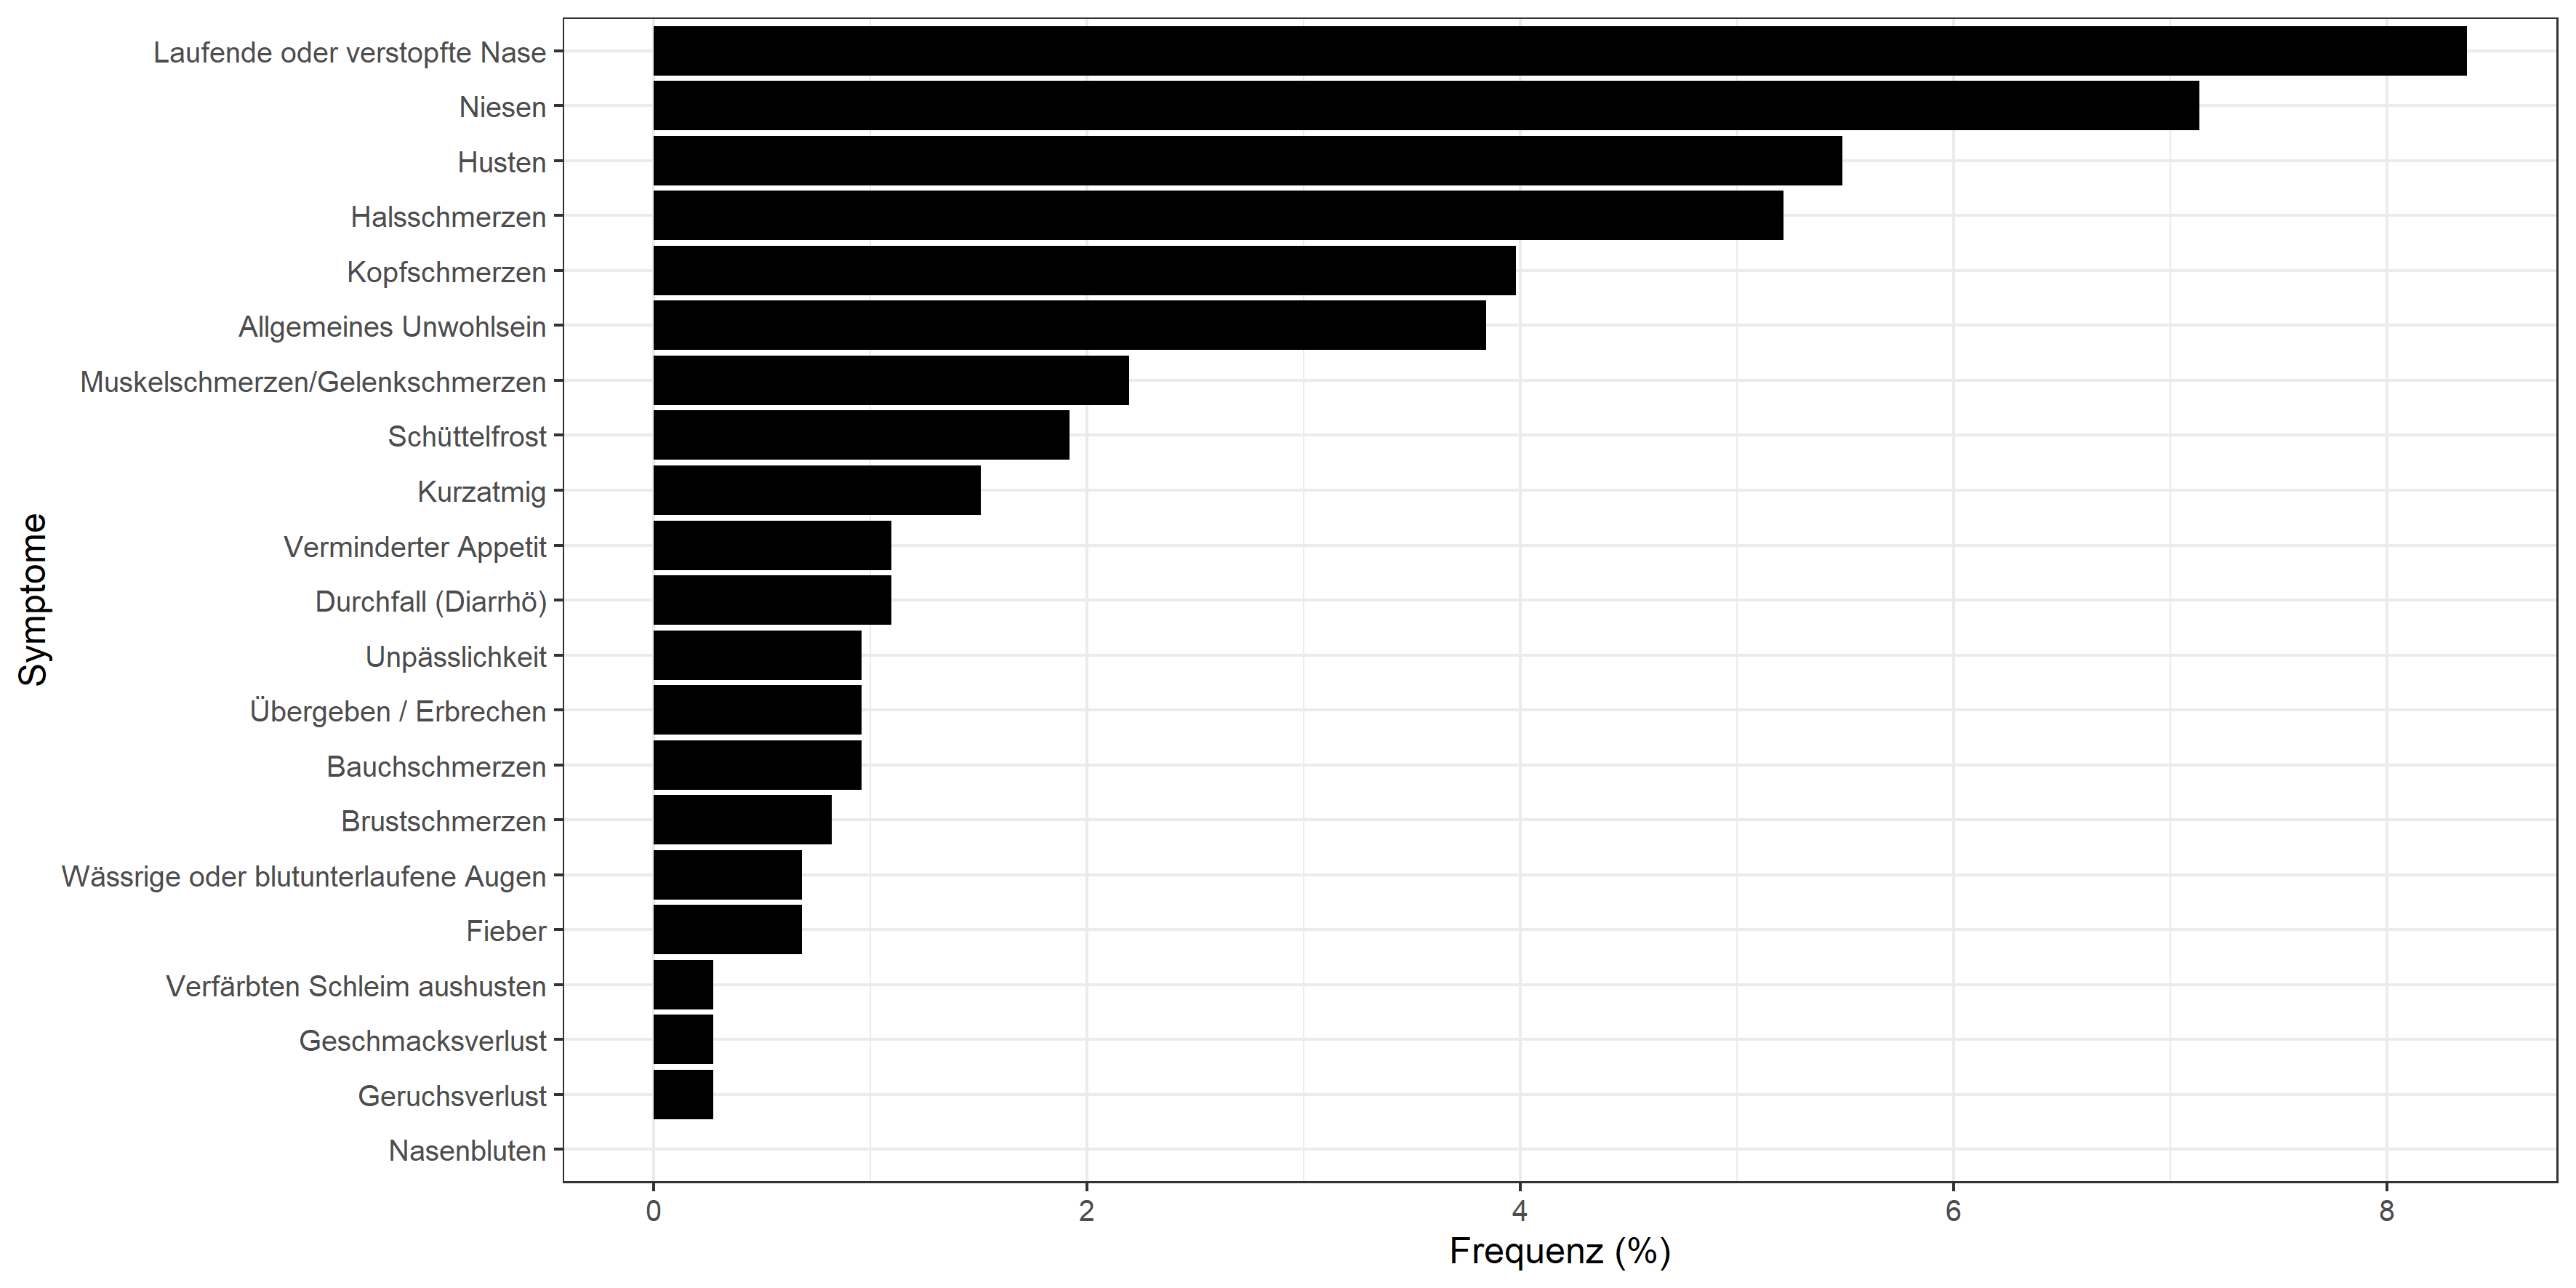 Laufende oder verstopfte Nase
Niesen
Husten
Halsschmerzen
Kopfschmerzen
Allgemeines Unwohlsein
Muskelschmerzen/Gelenkschmerzen
Schüttelfrost
Kurzatmig
Verminderter Appetit
Durchfall (Diarrhö)
Unpässlichkeit
Übergeben / Erbrechen
Bauchschmerzen
Brustschmerzen
Wässrige oder blutunterlaufene Augen
Fieber
Verfärbten Schleim aushusten
Geschmacksverlust
Geruchsverlust
Nasenbluten
Symptome
0 2 4 6 8
Frequenz (%)